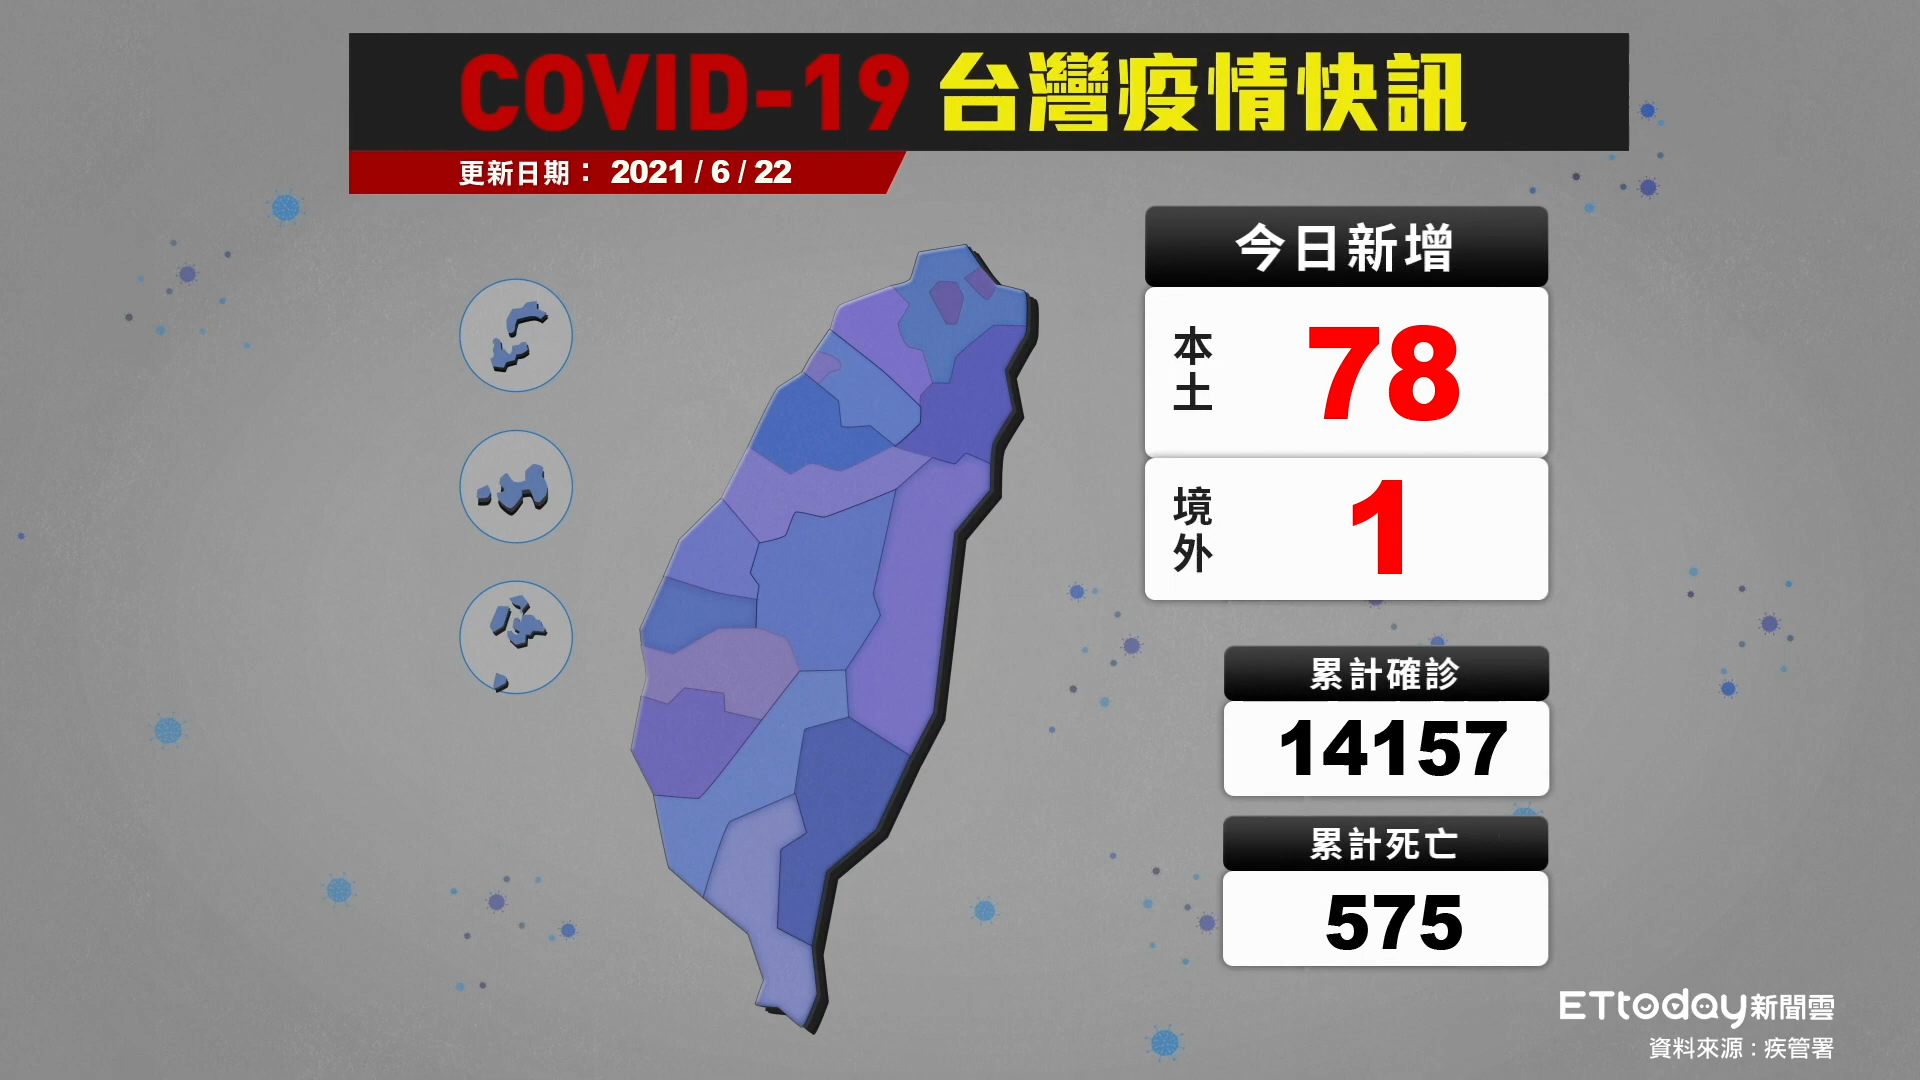 COVID-19 台灣疫情快訊
更新日期： 2021 / 6 / 22
今日新增
本土 78
境外 1
累計確診
14157
累計死亡
575
ETtoday新聞雲
資料來源：疾管署